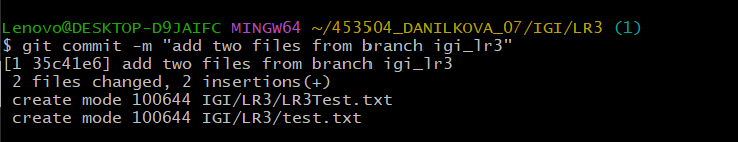 Lenovo@DESKTOP-D9JAIFC MINGW64 ~/453504_DANILKOVA_07/IGI/LR3 (1)
$ git commit -m "add two files from branch igi_lr3"
[1 35c41e6] add two files from branch igi_lr3
 2 files changed, 2 insertions(+)
 create mode 100644 IGI/LR3/LR3Test.txt
 create mode 100644 IGI/LR3/test.txt